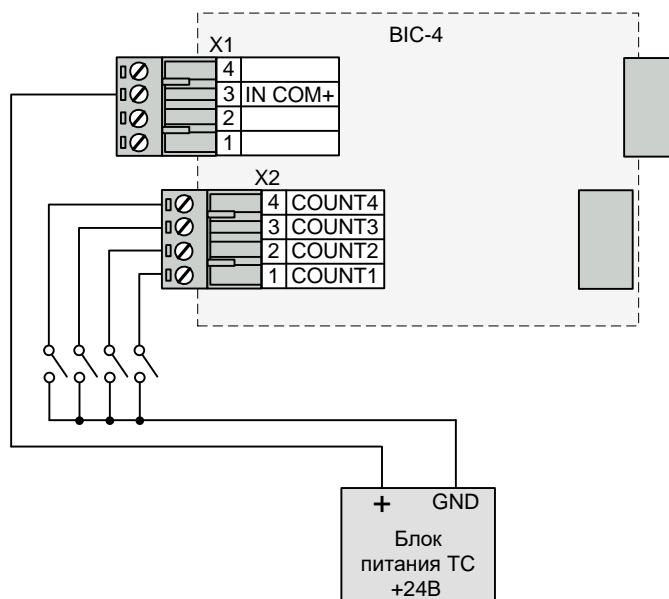 BIC-4
X1
4
3 IN COM+
2
1
X2
4 COUNT4
3 COUNT3
2 COUNT2
1 COUNT1
+ GND
Блок
питания ТС
+24В